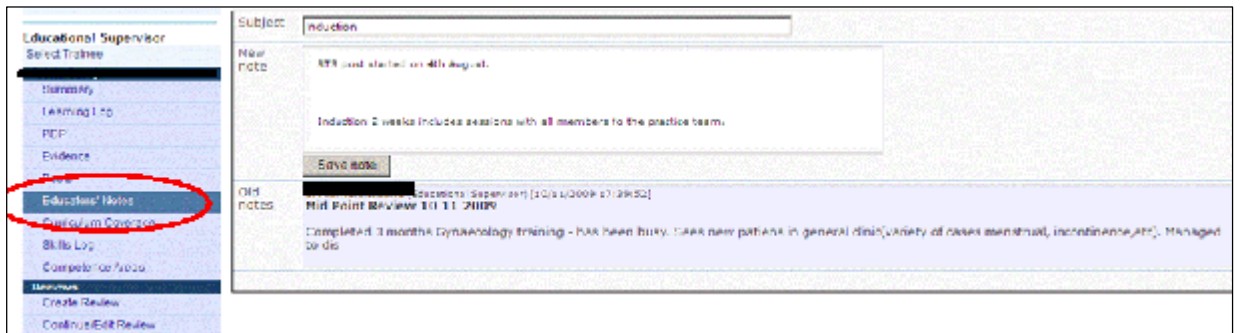 Educational Supervisor
Select Trainee
Summary
Learning Log
PDP
Evidence
Educators' Notes
Curriculum Coverage
Skills Log
Competence Areas
Reviews
Create Review
Continue/Edit Review
Subject
Induction
New
note
post started on 4th August.
Induction 2 weeks includes sessions with all members to the practice team.
Save note
Old
notes
(Educational Supervisor) [10/11/2009 17:39:52]
Mid Point Review 10 11 2009
Completed 3 months Gynaecology training - has been busy. Sees new patiens in general clinic(variety of cases menstrual, incontinence,etc). Managed
to dis